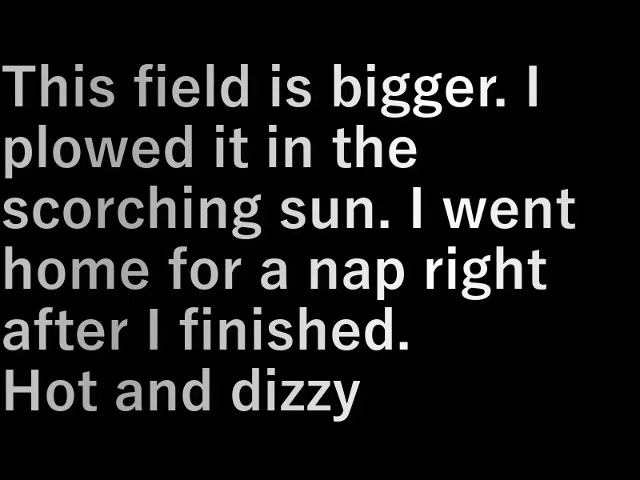 This field is bigger. I
plowed it in the
scorching sun. I went
home for a nap right
after I finished.
Hot and dizzy